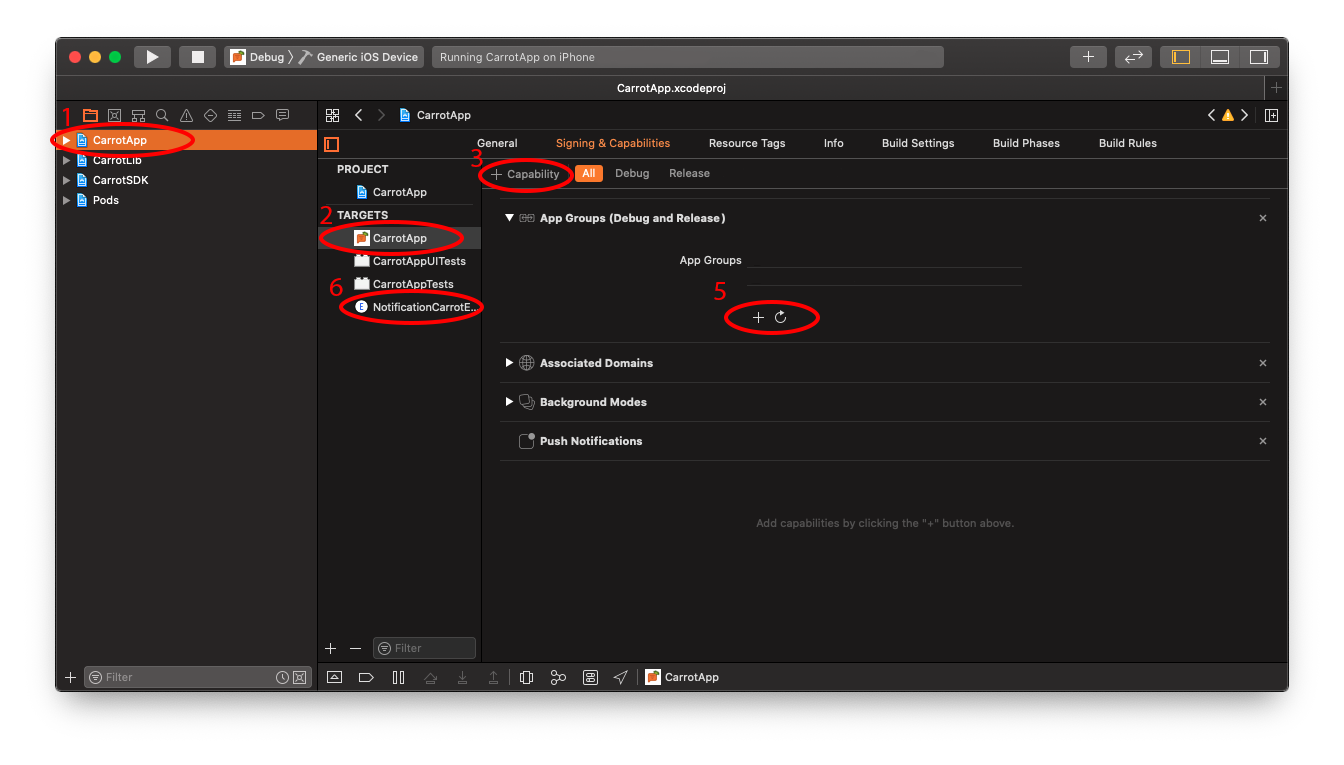 Debug
Generic iOS Device
Running CarrotApp on iPhone
CarrotApp.xcodeproj
1
CarrotApp
CarrotLib
CarrotSDK
Pods
Filter
CarrotApp
General
Signing & Capabilities
Resource Tags
Info
Build Settings
Build Phases
Build Rules
3
+ Capability
All
Debug
Release
PROJECT
CarrotApp
2
TARGETS
CarrotApp
CarrotAppUITests
CarrotAppTests
6
E
NotificationCarrotE...
Filter
App Groups (Debug and Release)
App Groups
5
Associated Domains
Background Modes
Push Notifications
Add capabilities by clicking the "+" button above.
CarrotApp